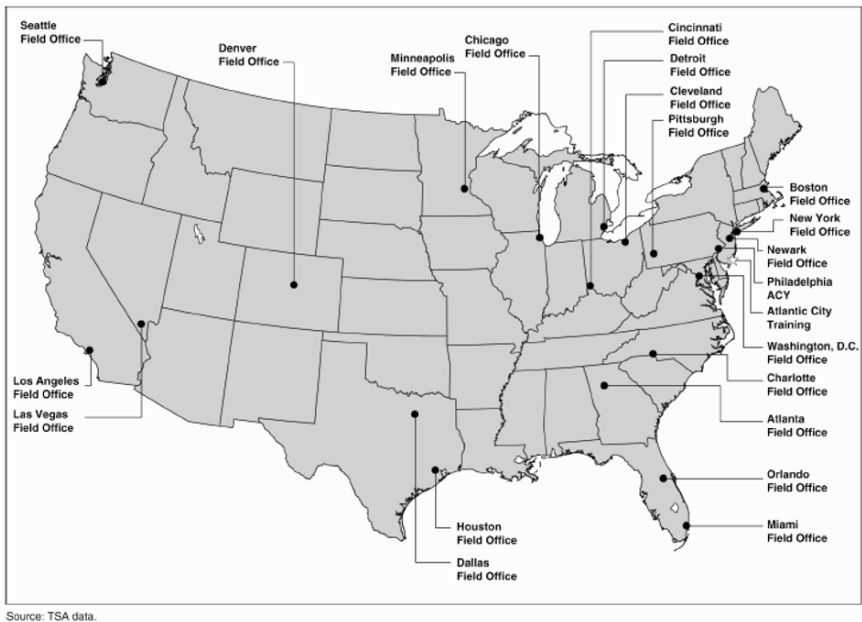 Seattle
Field Office
Denver
Field Office
Minneapolis
Field Office
Chicago
Field Office
Cincinnati
Field Office
Detroit
Field Office
Cleveland
Field Office
Pittsburgh
Field Office
Boston
Field Office
New York
Field Office
Newark
Field Office
Philadelphia
ACY
Atlantic City
Training
Washington, D.C.
Field Office
Charlotte
Field Office
Atlanta
Field Office
Orlando
Field Office
Miami
Field Office
Los Angeles
Field Office
Las Vegas
Field Office
Houston
Field Office
Dallas
Field Office
Source: TSA data.